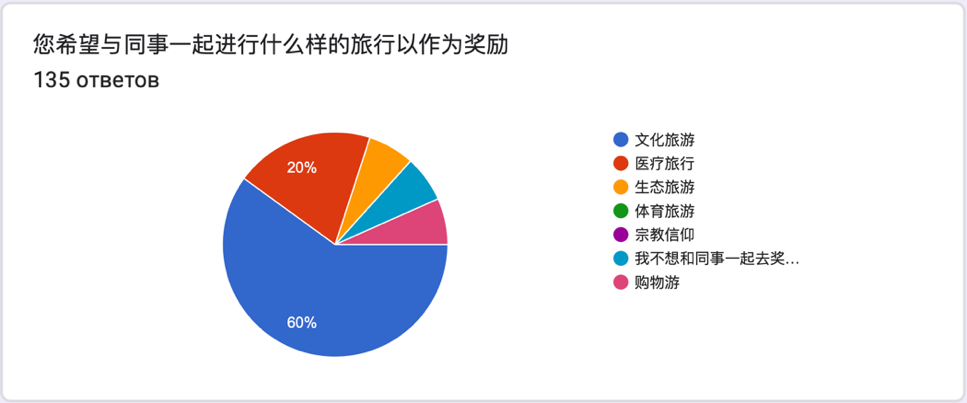 您希望与同事一起进行什么样的旅行以作为奖励
135 ответов
20%
60%
文化旅游
医疗旅行
生态旅游
体育旅游
宗教信仰
我不想和同事一起去奖…
购物游